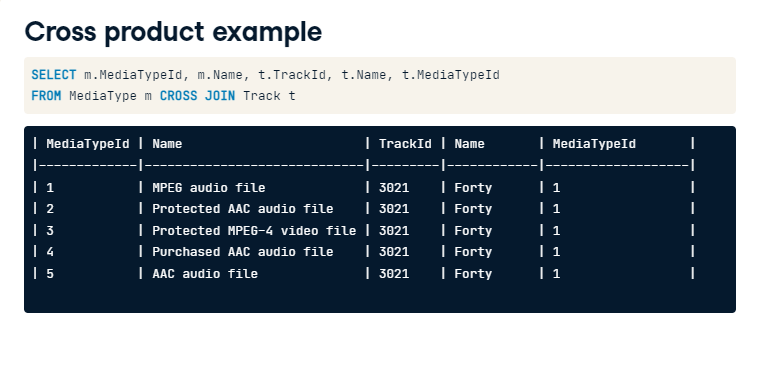 Cross product example
SELECT m.MediaTypeId, m.Name, t.TrackId, t.Name, t.MediaTypeId
FROM MediaType m CROSS JOIN Track t
| MediaTypeId | Name                        | TrackId | Name       | MediaTypeId       |
|-------------|-----------------------------|---------|------------|-------------------|
| 1           | MPEG audio file             | 3021    | Forty      | 1                 |
| 2           | Protected AAC audio file    | 3021    | Forty      | 1                 |
| 3           | Protected MPEG-4 video file | 3021    | Forty      | 1                 |
| 4           | Purchased AAC audio file    | 3021    | Forty      | 1                 |
| 5           | AAC audio file              | 3021    | Forty      | 1                 |